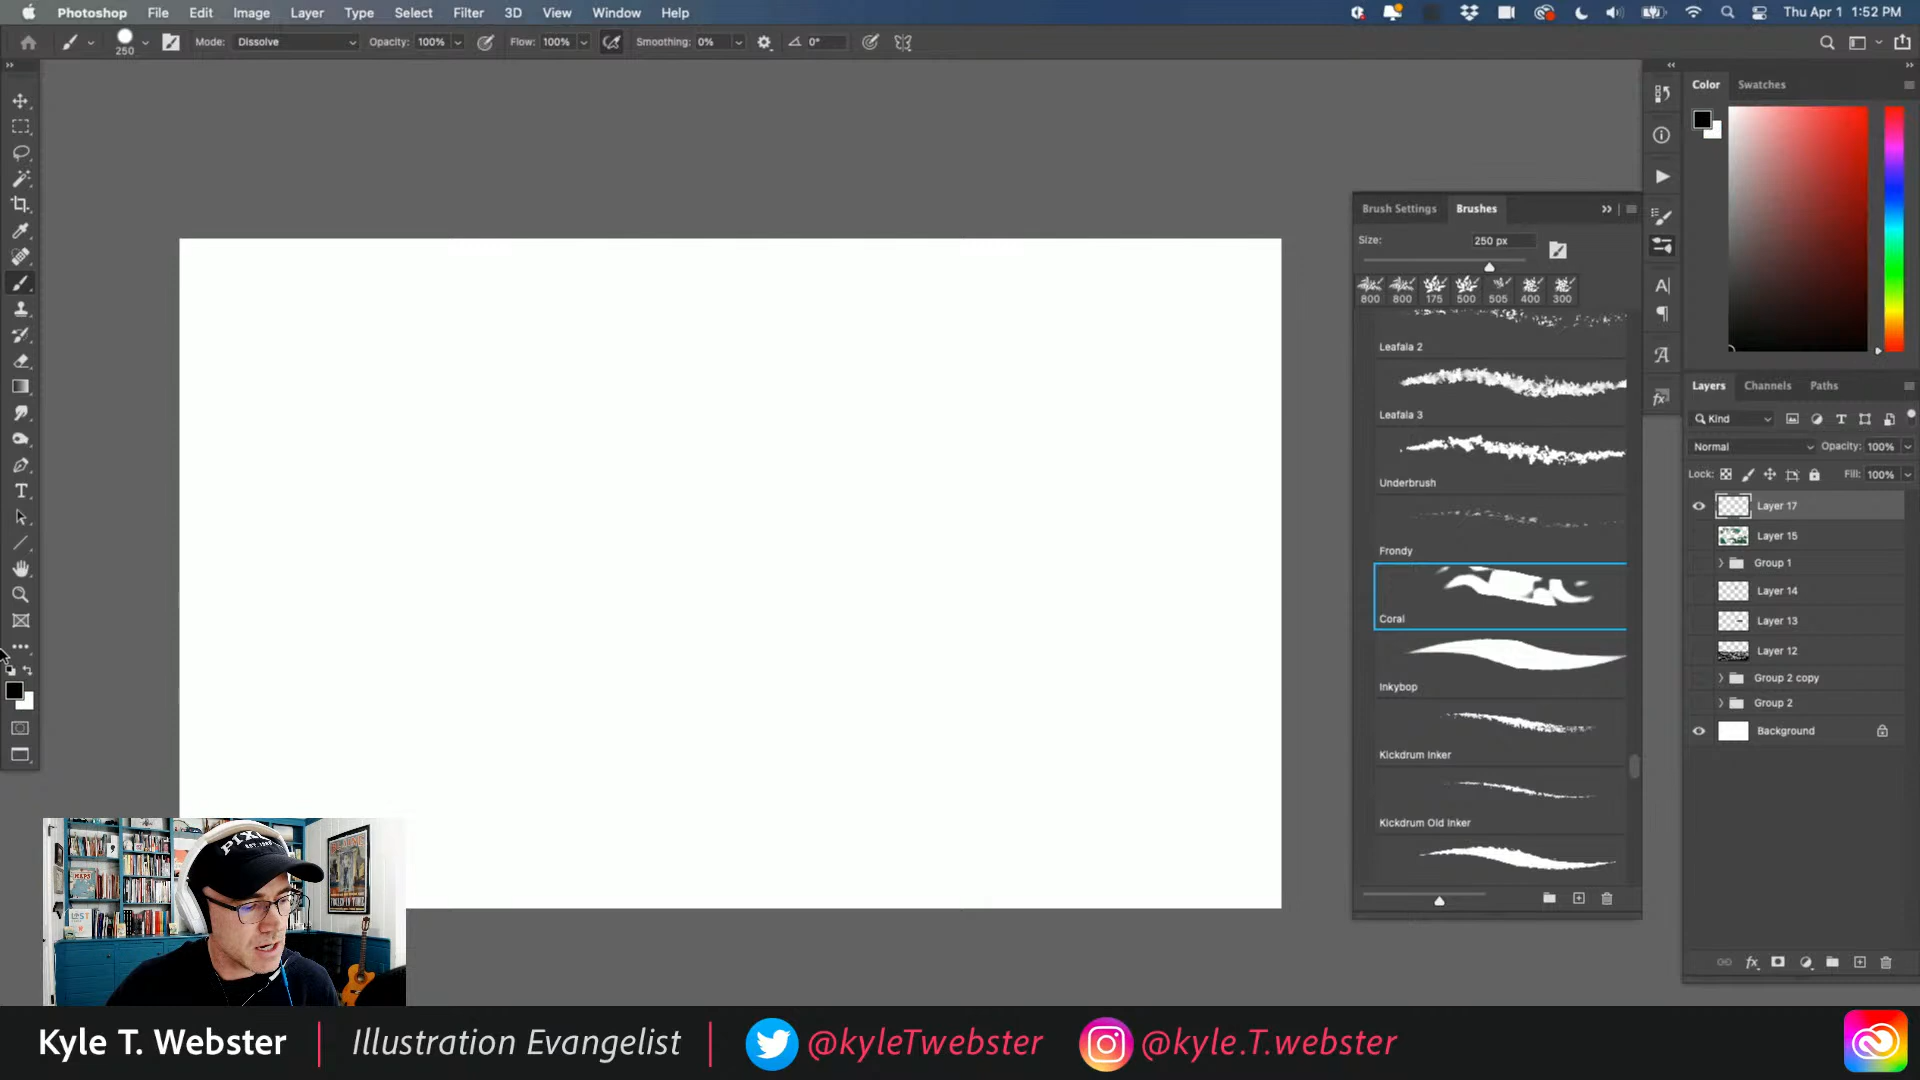 Photoshop File Edit Image Layer Type Select Filter 3D View Window Help Thu Apr 1 1:52 PM
250 Mode: Dissolve Opacity: 100% Flow: 100% Smoothing: 0% 0°
Color Swatches
Brush Settings Brushes
Size: 250 px
800 800 175 500 505 400 300
Leafala 2
Leafala 3
Underbrush
Frondy
Coral
Inkybop
Kickdrum Inker
Kickdrum Old Inker
Layers Channels Paths
Kind
Normal Opacity: 100%
Lock: Fill: 100%
Layer 17
Layer 15
Group 1
Layer 14
Layer 13
Layer 12
Group 2 copy
Group 2
Background
Kyle T. Webster | Illustration Evangelist | @kyleTwebster @kyle.T.webster